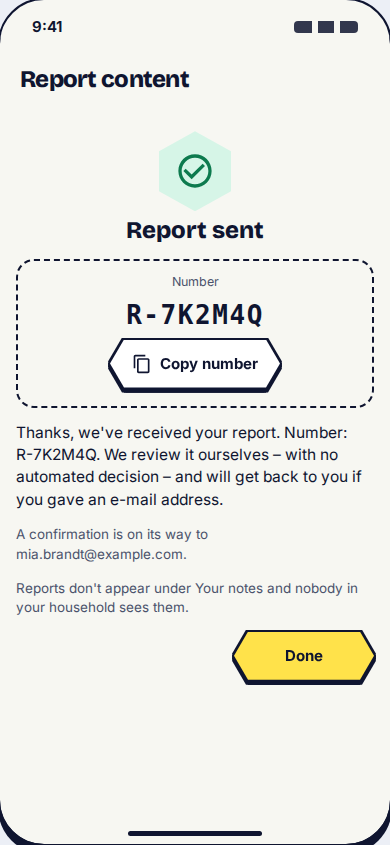 9:41
Report content
Report sent
Number
R-7K2M4Q
Copy number
Thanks, we've received your report. Number:
R-7K2M4Q. We review it ourselves – with no
automated decision – and will get back to you if
you gave an e-mail address.
A confirmation is on its way to
mia.brandt@example.com.
Reports don't appear under Your notes and nobody in
your household sees them.
Done